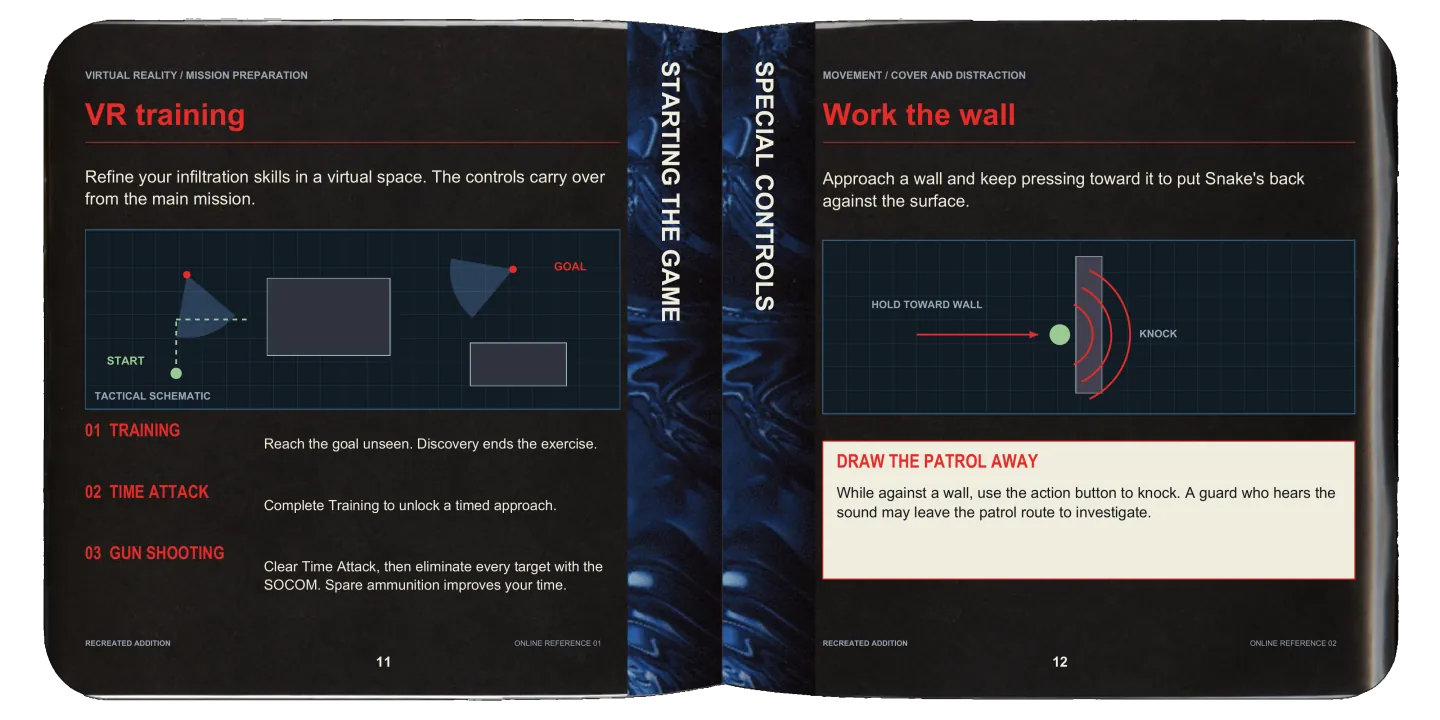 VIRTUAL REALITY / MISSION PREPARATION
VR training
Refine your infiltration skills in a virtual space. The controls carry over
from the main mission.
GOAL
START
TACTICAL SCHEMATIC
01 TRAINING
Reach the goal unseen. Discovery ends the exercise.
02 TIME ATTACK
Complete Training to unlock a timed approach.
03 GUN SHOOTING
Clear Time Attack, then eliminate every target with the
SOCOM. Spare ammunition improves your time.
RECREATED ADDITION
ONLINE REFERENCE 01
11
STARTING THE GAME
SPECIAL CONTROLS
MOVEMENT / COVER AND DISTRACTION
Work the wall
Approach a wall and keep pressing toward it to put Snake's back
against the surface.
HOLD TOWARD WALL
KNOCK
DRAW THE PATROL AWAY
While against a wall, use the action button to knock. A guard who hears the
sound may leave the patrol route to investigate.
RECREATED ADDITION
ONLINE REFERENCE 02
12